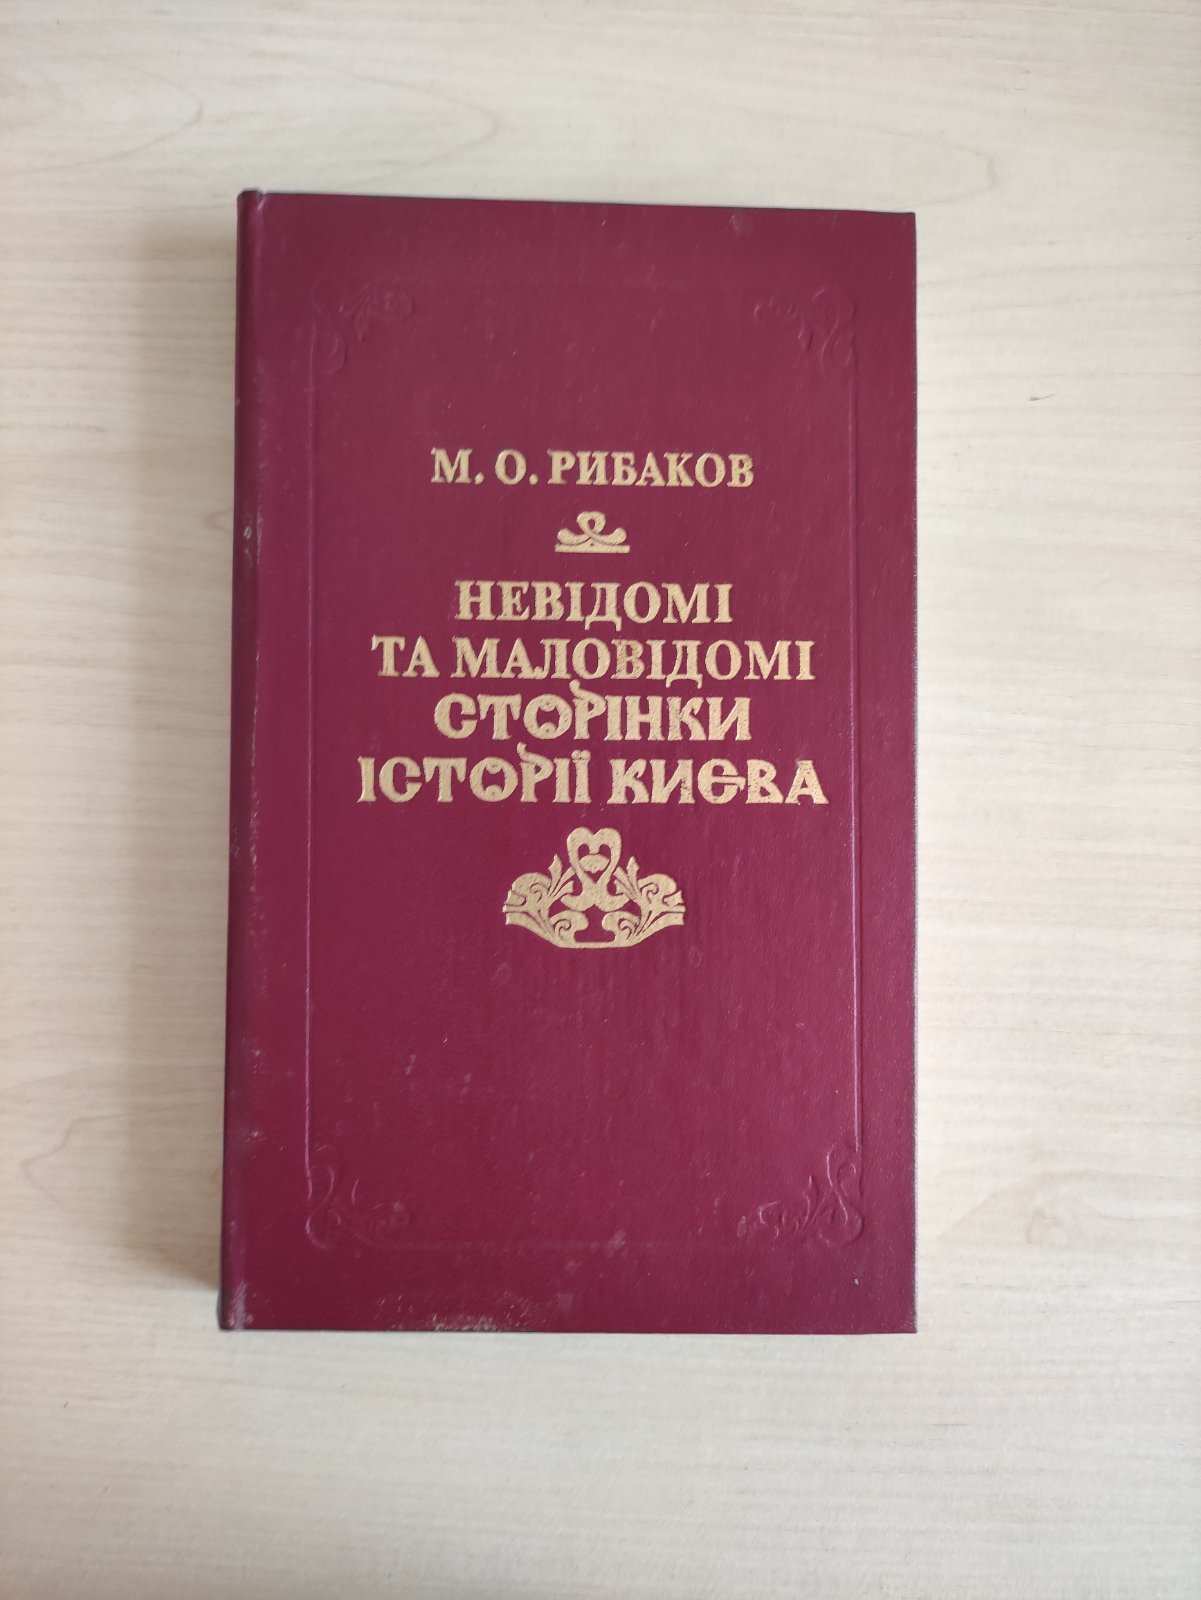 М. О. РИБАКОВ
НЕВІДОМІ
ТА МАЛОВІДОМІ
СТОРІНКИ
ІСТОРІЇ КИЄВА